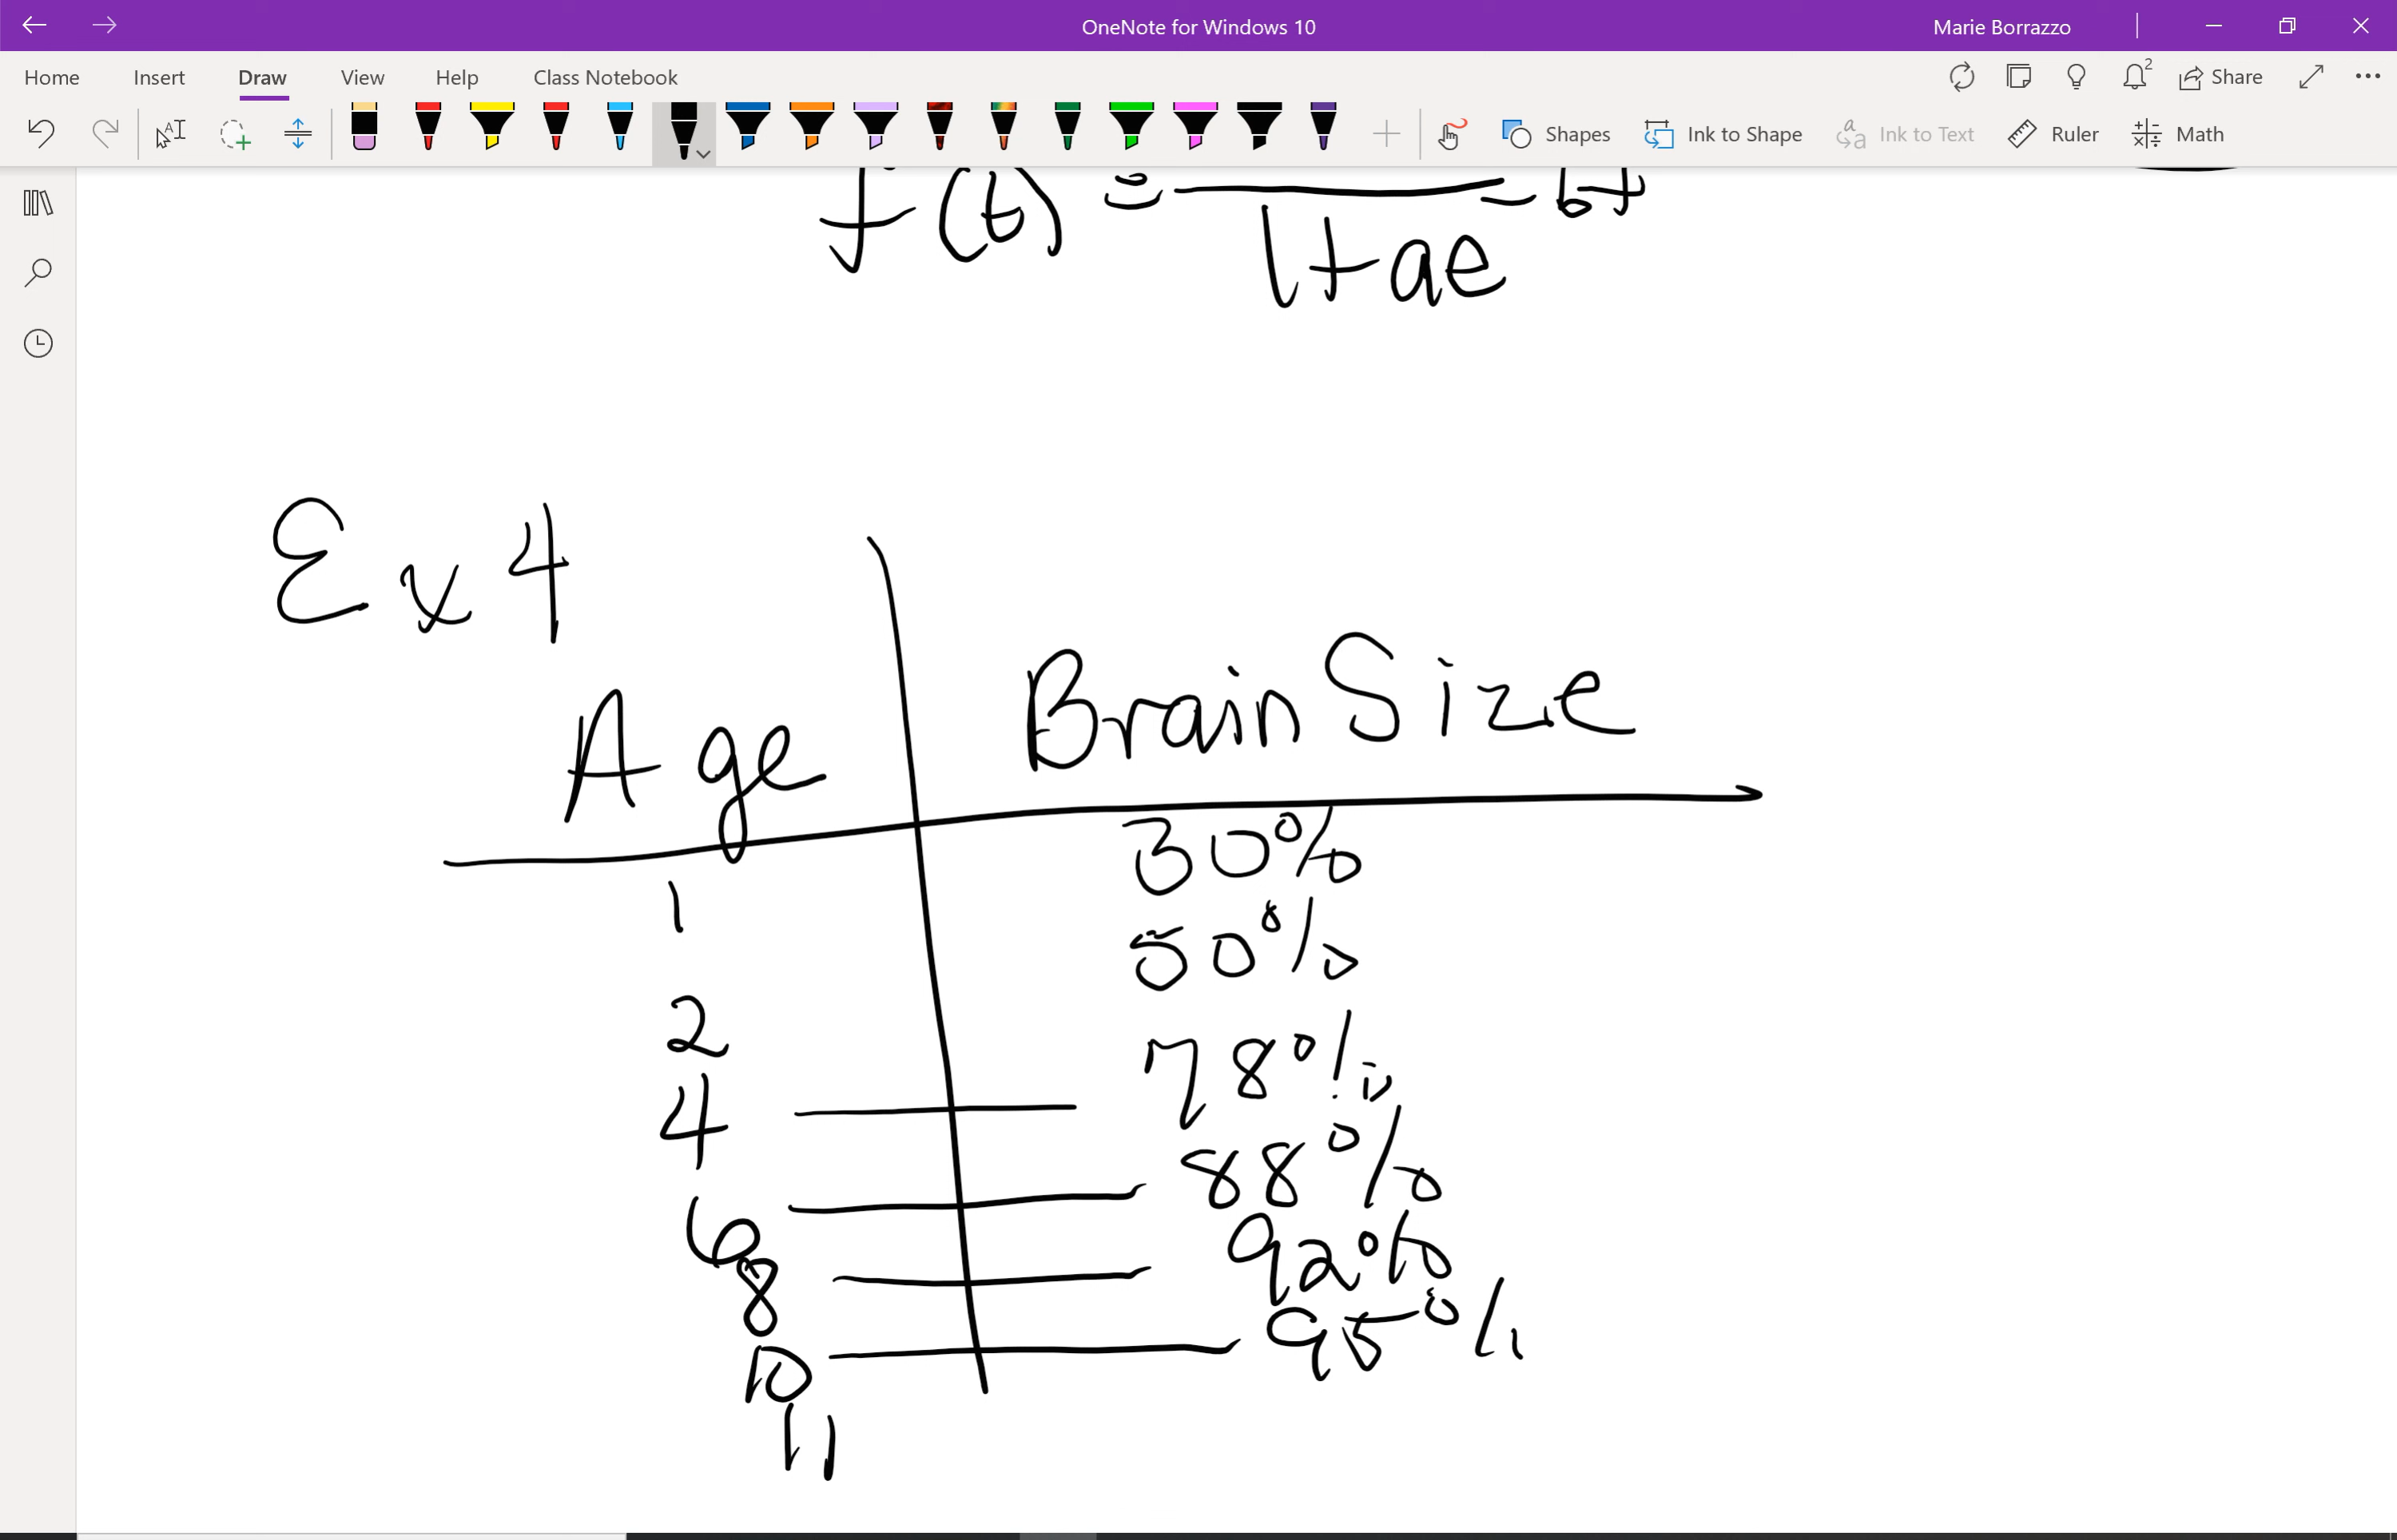 OneNote for Windows 10 Marie Borrazzo
Home Insert Draw View Help Class Notebook 2 Share
Shapes Ink to Shape Ink to Text Ruler Math
f(t) = -bt
1+ae
Ex 4
Age Brain Size
30%
1
50%
2
78%
4
88%
6
92%
8
95%
10
11